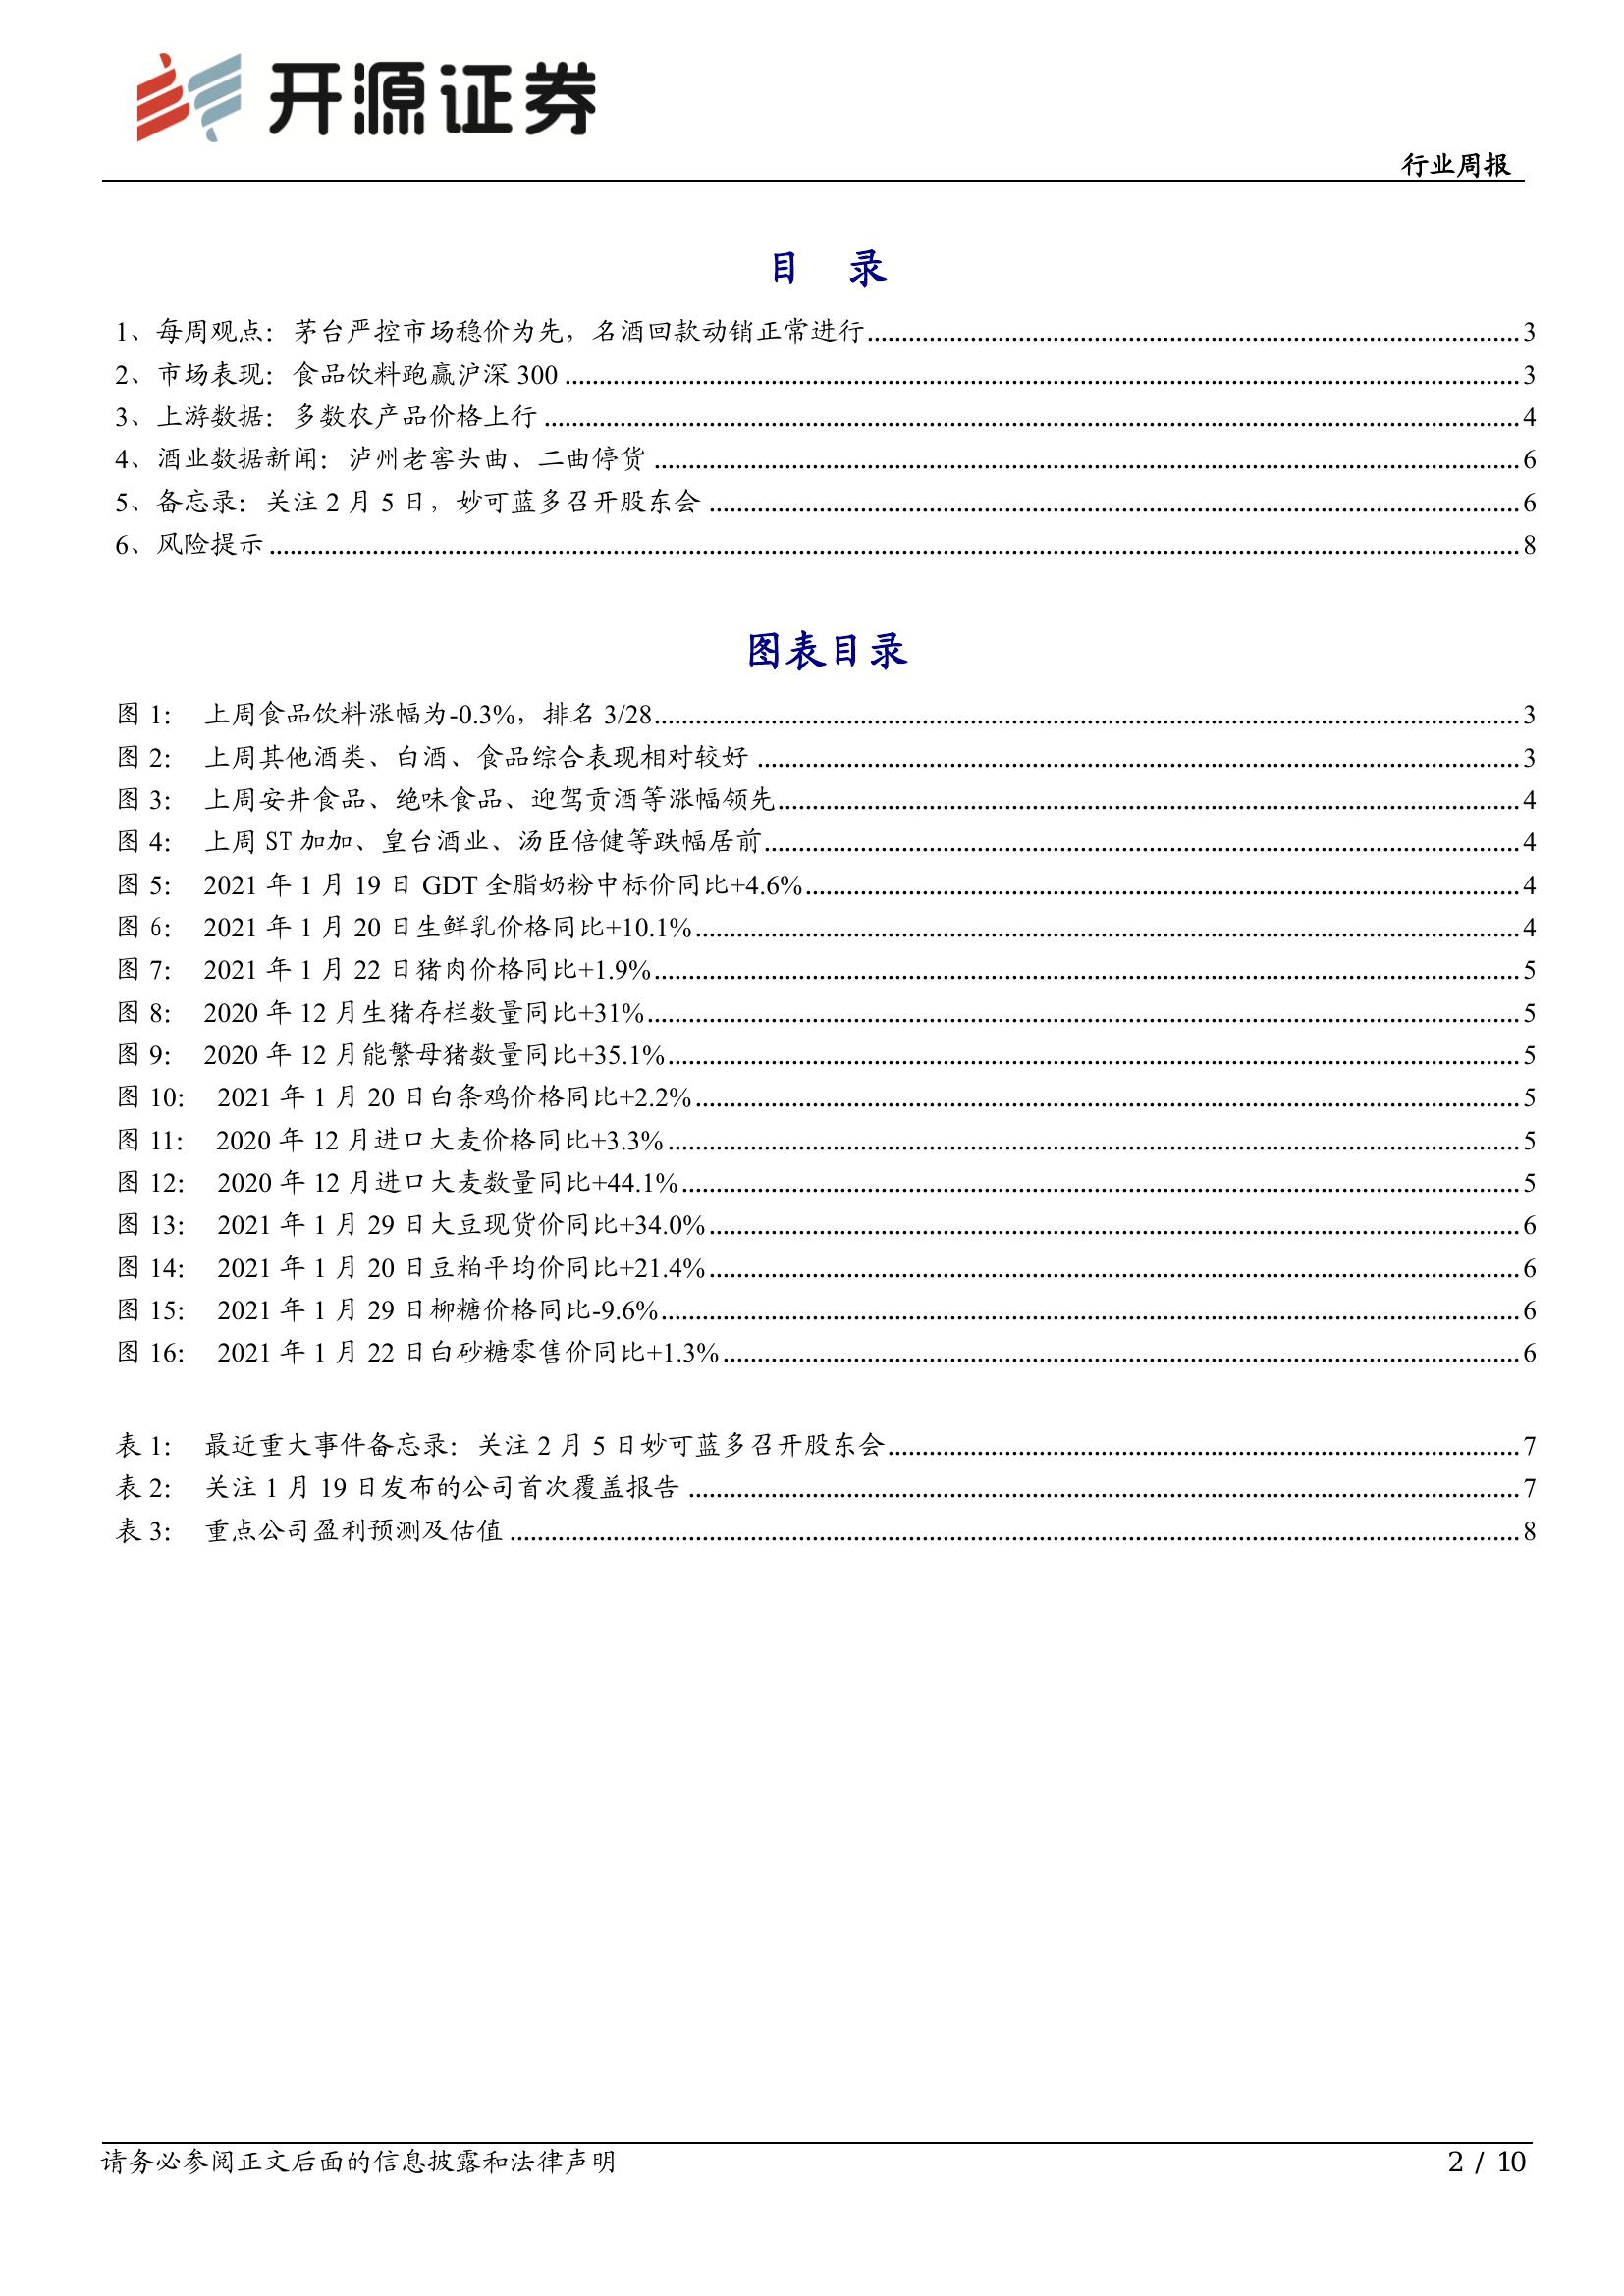 开源证券
行业周报
目 录
1、每周观点：茅台严控市场稳价为先，名酒回款动销正常进行 3
2、市场表现：食品饮料跑赢沪深 300 3
3、上游数据：多数农产品价格上行 4
4、酒业数据新闻：泸州老窖头曲、二曲停货 6
5、备忘录：关注 2 月 5 日，妙可蓝多召开股东会 6
6、风险提示 8
图表目录
图 1： 上周食品饮料涨幅为-0.3%，排名 3/28 3
图 2： 上周其他酒类、白酒、食品综合表现相对较好 3
图 3： 上周安井食品、绝味食品、迎驾贡酒等涨幅领先 4
图 4： 上周 ST 加加、皇台酒业、汤臣倍健等跌幅居前 4
图 5： 2021 年 1 月 19 日 GDT 全脂奶粉中标价同比+4.6% 4
图 6： 2021 年 1 月 20 日生鲜乳价格同比+10.1% 4
图 7： 2021 年 1 月 22 日猪肉价格同比+1.9% 5
图 8： 2020 年 12 月生猪存栏数量同比+31% 5
图 9： 2020 年 12 月能繁母猪数量同比+35.1% 5
图 10： 2021 年 1 月 20 日白条鸡价格同比+2.2% 5
图 11： 2020 年 12 月进口大麦价格同比+3.3% 5
图 12： 2020 年 12 月进口大麦数量同比+44.1% 5
图 13： 2021 年 1 月 29 日大豆现货价同比+34.0% 6
图 14： 2021 年 1 月 20 日豆粕平均价同比+21.4% 6
图 15： 2021 年 1 月 29 日柳糖价格同比-9.6% 6
图 16： 2021 年 1 月 22 日白砂糖零售价同比+1.3% 6
表 1： 最近重大事件备忘录：关注 2 月 5 日妙可蓝多召开股东会 7
表 2： 关注 1 月 19 日发布的公司首次覆盖报告 7
表 3： 重点公司盈利预测及估值 8
请务必参阅正文后面的信息披露和法律声明 2 / 10